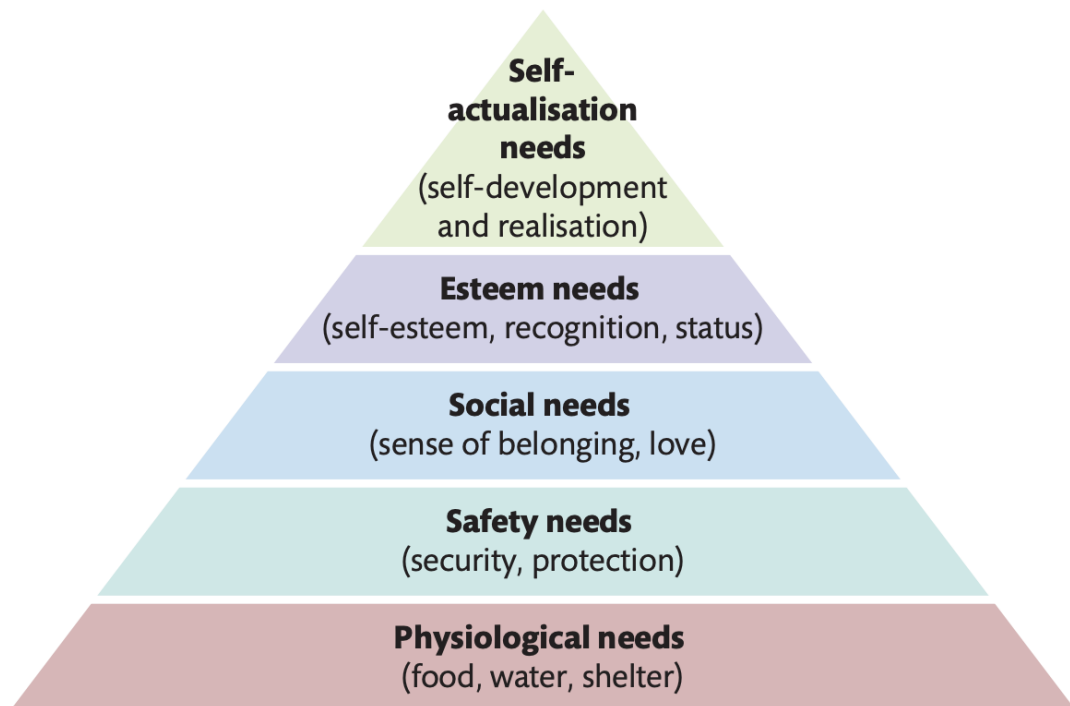 Self-
actualisation
needs
(self-development
and realisation)
Esteem needs
(self-esteem, recognition, status)
Social needs
(sense of belonging, love)
Safety needs
(security, protection)
Physiological needs
(food, water, shelter)